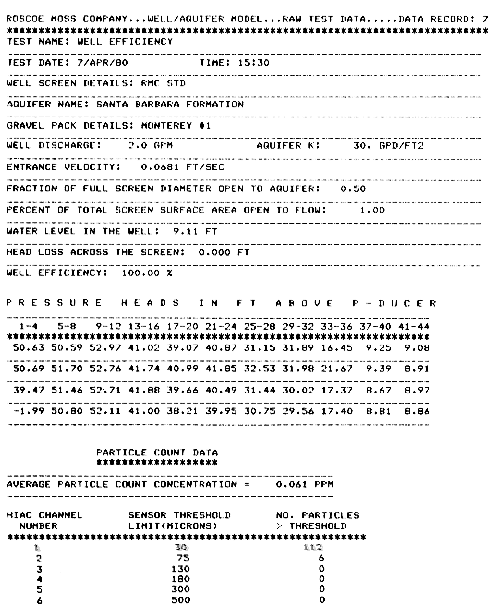 ROSCOE MOSS COMPANY...WELL/AQUIFER MODEL...RAW TEST DATA.....DATA RECORD: 7
TEST NAME: WELL EFFICIENCY
TEST DATE: 7/APR/80 TIME: 15:30
WELL SCREEN DETAILS: RMC STD
AQUIFER NAME: SANTA BARBARA FORMATION
GRAVEL PACK DETAILS: MONTEREY #1
WELL DISCHARGE: 2.0 GPM AQUIFER K: 30. GPD/FT2
ENTRANCE VELOCITY: 0.0681 FT/SEC
FRACTION OF FULL SCREEN DIAMETER OPEN TO AQUIFER: 0.50
PERCENT OF TOTAL SCREEN SURFACE AREA OPEN TO FLOW: 1.00
WATER LEVEL IN THE WELL: 9.11 FT
HEAD LOSS ACROSS THE SCREEN: 0.000 FT
WELL EFFICIENCY: 100.00 %
PRESSURE HEADS IN FT ABOVE P-DUCER
1-4 5-8 9-12 13-16 17-20 21-24 25-28 29-32 33-36 37-40 41-44
50.63 50.59 52.97 41.02 39.07 40.87 31.15 31.89 16.45 9.25 9.08
50.69 51.70 52.76 41.74 40.99 41.85 32.53 31.98 21.67 9.39 8.91
39.47 51.46 52.71 41.88 39.66 40.49 31.44 30.02 17.37 8.67 8.97
-1.99 50.80 52.11 41.00 38.21 39.95 30.75 29.56 17.40 8.81 8.86
PARTICLE COUNT DATA
AVERAGE PARTICLE COUNT CONCENTRATION = 0.061 PPM
HIAC CHANNEL SENSOR THRESHOLD NO. PARTICLES
NUMBER LIMIT(MICRONS) > THRESHOLD
1 30 112
2 75 6
3 130 0
4 180 0
5 300 0
6 500 0